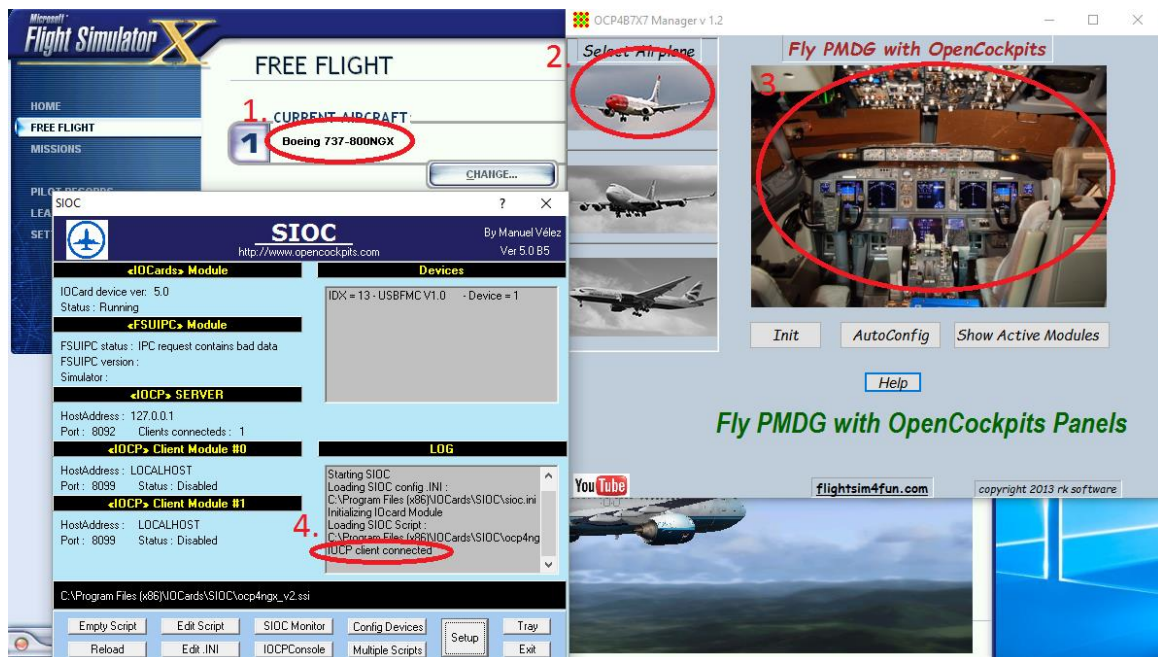 Microsoft
Flight Simulator X
FREE FLIGHT
HOME
FREE FLIGHT
MISSIONS
PILOT RECORDS
LEA
SET
1.
CURRENT AIRCRAFT:
1
Boeing 737-800NGX
CHANGE...
OCP4B7X7 Manager v 1.2
2.
Select Airplane
Fly PMDG with OpenCockpits
3
Init
AutoConfig
Show Active Modules
Help
Fly PMDG with OpenCockpits Panels
YouTube
flightsim4fun.com
copyright 2013 rk software
SIOC
SIOC
http://www.opencockpits.com
By Manuel Vélez
Ver 5.0 B5
«IOCards» Module
IOCard device ver: 5.0
Status : Running
«FSUIPC» Module
FSUIPC status : IPC request contains bad data
FSUIPC version :
Simulator :
«IOCP» SERVER
HostAddress : 127.0.0.1
Port : 8092 Clients connecteds : 1
«IOCP» Client Module #0
HostAddress : LOCALHOST
Port : 8099 Status : Disabled
«IOCP» Client Module #1
HostAddress : LOCALHOST
Port : 8099 Status : Disabled
Devices
IDX = 13 - USBFMC V1.0 - Device = 1
LOG
Starting SIOC
Loading SIOC config .INI :
C:\Program Files (x86)\IOCards\SIOC\sioc.ini
Initializing IOcard Module
Loading SIOC Script :
C:\Program Files (x86)\IOCards\SIOC\ocp4ng
4.
IOCP client connected
C:\Program Files (x86)\IOCards\SIOC\ocp4ngx_v2.ssi
Empty Script
Edit Script
SIOC Monitor
Config Devices
Setup
Tray
Reload
Edit .INI
IOCPConsole
Multiple Scripts
Exit